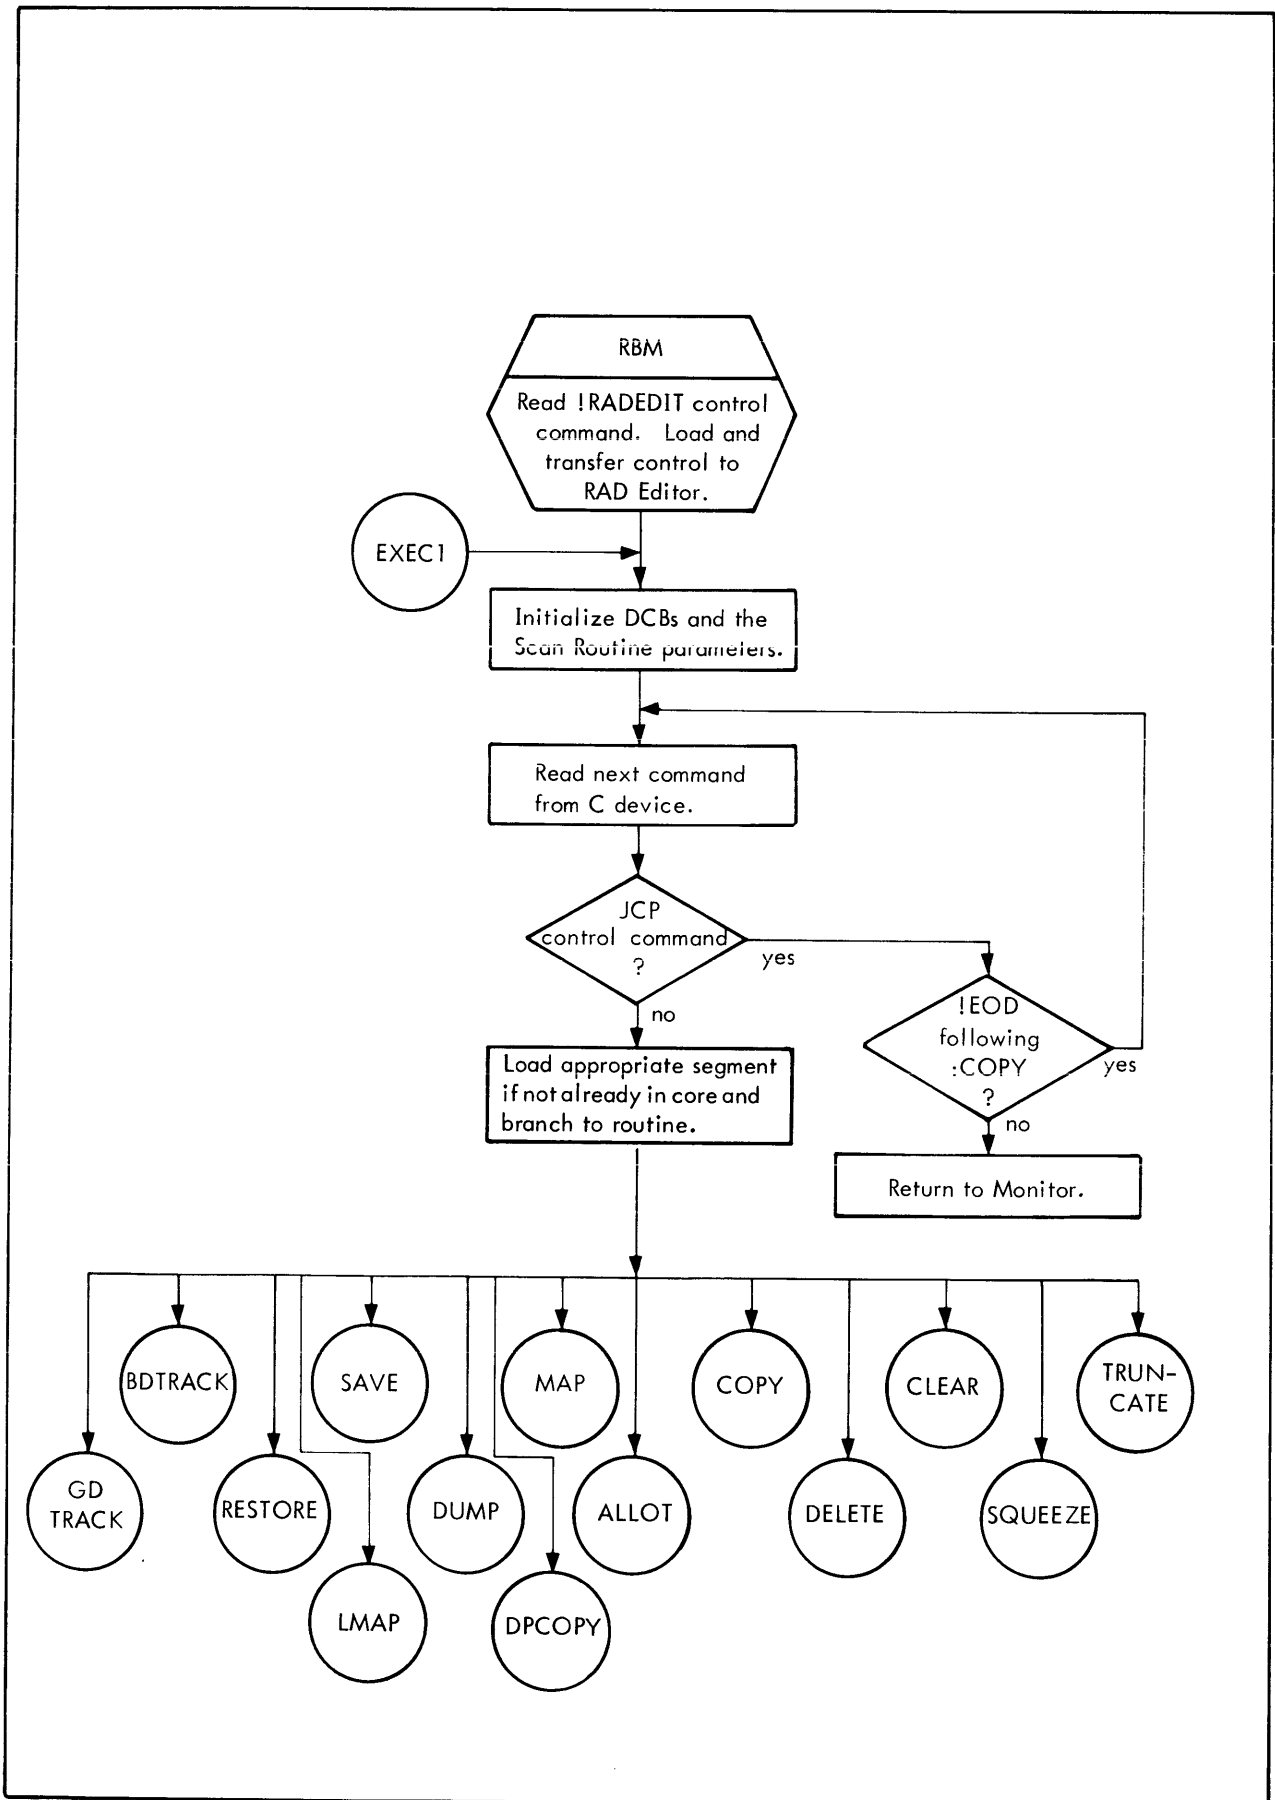 RBM
Read !RADEDIT control
command. Load and
transfer control to
RAD Editor.
EXEC1
Initialize DCBs and the
Scan Routine parameters.
Read next command
from C device.
JCP
control command
?
yes
no
!EOD
following
:COPY
?
yes
no
Load appropriate segment
if not already in core and
branch to routine.
Return to Monitor.
BDTRACK
SAVE
MAP
COPY
CLEAR
TRUN-
CATE
GD
TRACK
RESTORE
DUMP
ALLOT
DELETE
SQUEEZE
LMAP
DPCOPY